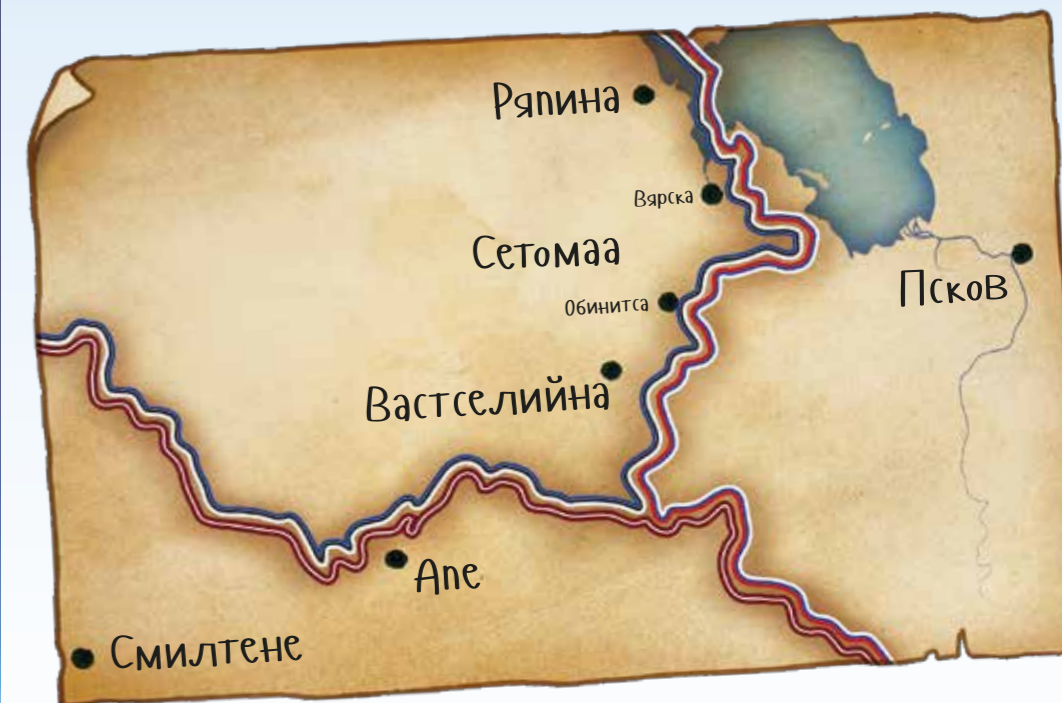 Ряпина
Вярска
Сетомаа
Псков
Обинитса
Вастселийна
Апе
Смилтене